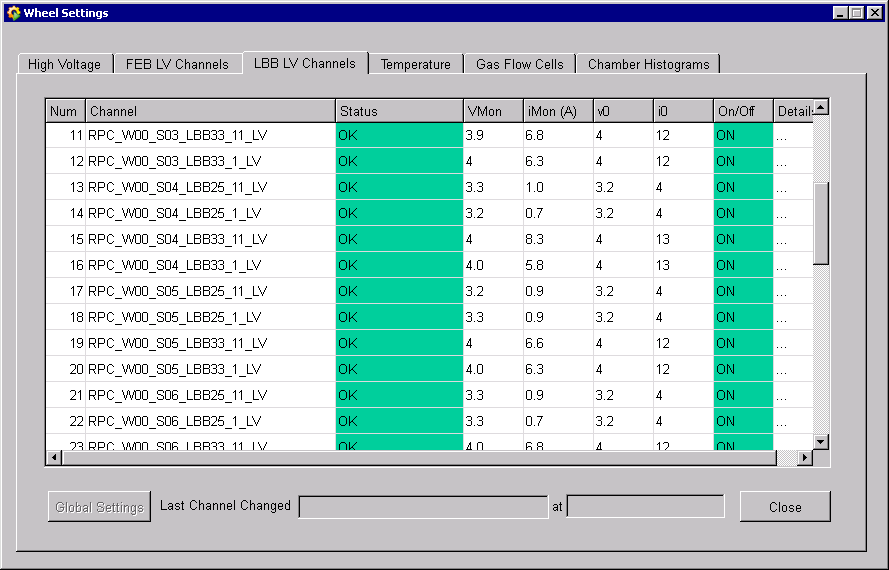 Wheel Settings
High Voltage FEB LV Channels LBB LV Channels Temperature Gas Flow Cells Chamber Histograms
Num Channel Status VMon iMon (A) v0 i0 On/Off Details
11 RPC_W00_S03_LBB33_11_LV OK 3.9 6.8 4 12 ON ...
12 RPC_W00_S03_LBB33_1_LV OK 4 6.3 4 12 ON ...
13 RPC_W00_S04_LBB25_11_LV OK 3.3 1.0 3.2 4 ON ...
14 RPC_W00_S04_LBB25_1_LV OK 3.2 0.7 3.2 4 ON ...
15 RPC_W00_S04_LBB33_11_LV OK 4 8.3 4 13 ON ...
16 RPC_W00_S04_LBB33_1_LV OK 4.0 5.8 4 13 ON ...
17 RPC_W00_S05_LBB25_11_LV OK 3.2 0.9 3.2 4 ON ...
18 RPC_W00_S05_LBB25_1_LV OK 3.3 0.9 3.2 4 ON ...
19 RPC_W00_S05_LBB33_11_LV OK 4 6.6 4 12 ON ...
20 RPC_W00_S05_LBB33_1_LV OK 4.0 6.3 4 12 ON ...
21 RPC_W00_S06_LBB25_11_LV OK 3.3 0.9 3.2 4 ON ...
22 RPC_W00_S06_LBB25_1_LV OK 3.3 0.7 3.2 4 ON ...
23 RPC_W00_S06_LBB33_11_LV OK 4.0 6.8 4 12 ON ...
Global Settings Last Channel Changed at Close